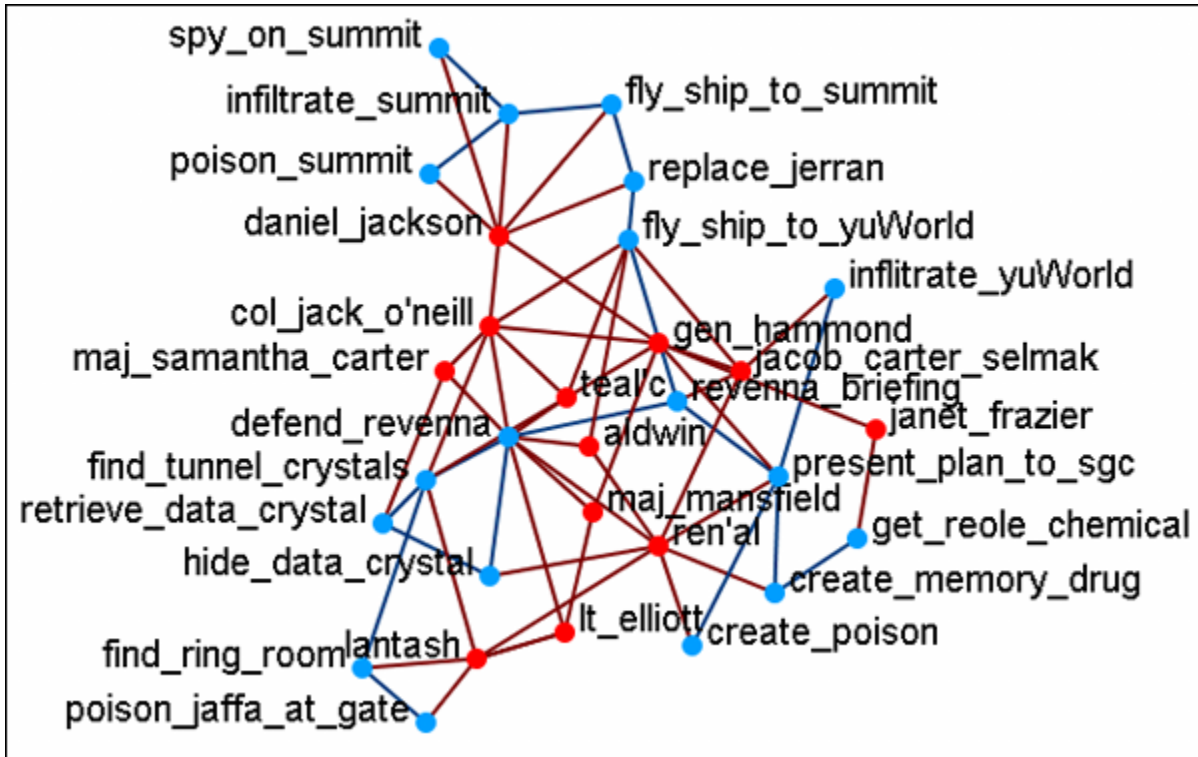 spy_on_summit
infiltrate_summit
fly_ship_to_summit
poison_summit
replace_jerran
daniel_jackson
fly_ship_to_yuWorld
inflitrate_yuWorld
col_jack_o'neill
gen_hammond
maj_samantha_carter
jacob_carter_selmak
teal'c
revenna_briefing
defend_revenna
aldwin
janet_frazier
find_tunnel_crystals
present_plan_to_sgc
retrieve_data_crystal
maj_mansfield
get_reole_chemical
ren'al
hide_data_crystal
create_memory_drug
lt_elliott
create_poison
find_ring_room
lantash
poison_jaffa_at_gate